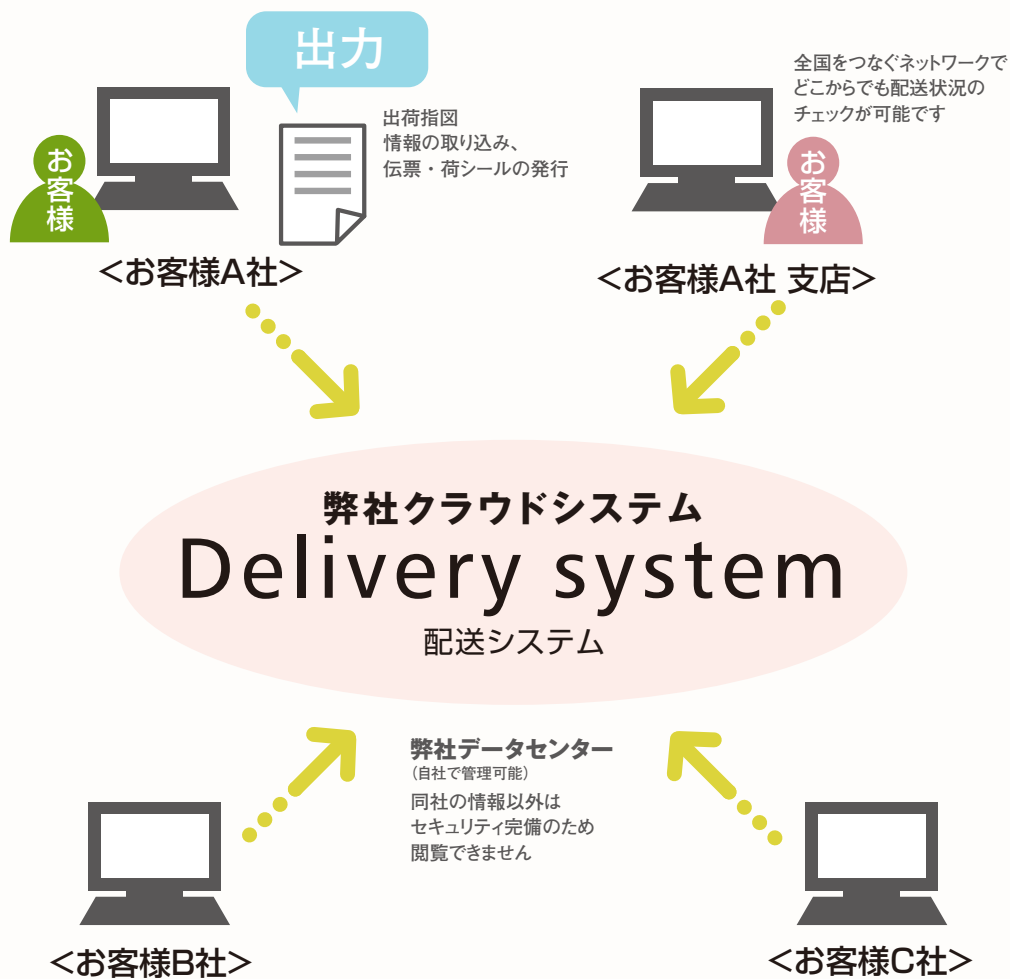 出力
出荷指図
情報の取り込み、
伝票・荷シールの発行
お客様
<お客様A社>
全国をつなぐネットワークで
どこからでも配送状況の
チェックが可能です
お客様
<お客様A社 支店>
弊社クラウドシステム
Delivery system
配送システム
弊社データセンター
(自社で管理可能)
同社の情報以外は
セキュリティ完備のため
閲覧できません
<お客様B社>
<お客様C社>